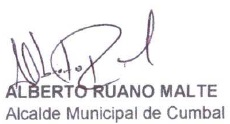 ALBERTO RUANO MALTE
Alcalde Municipal de Cumbal